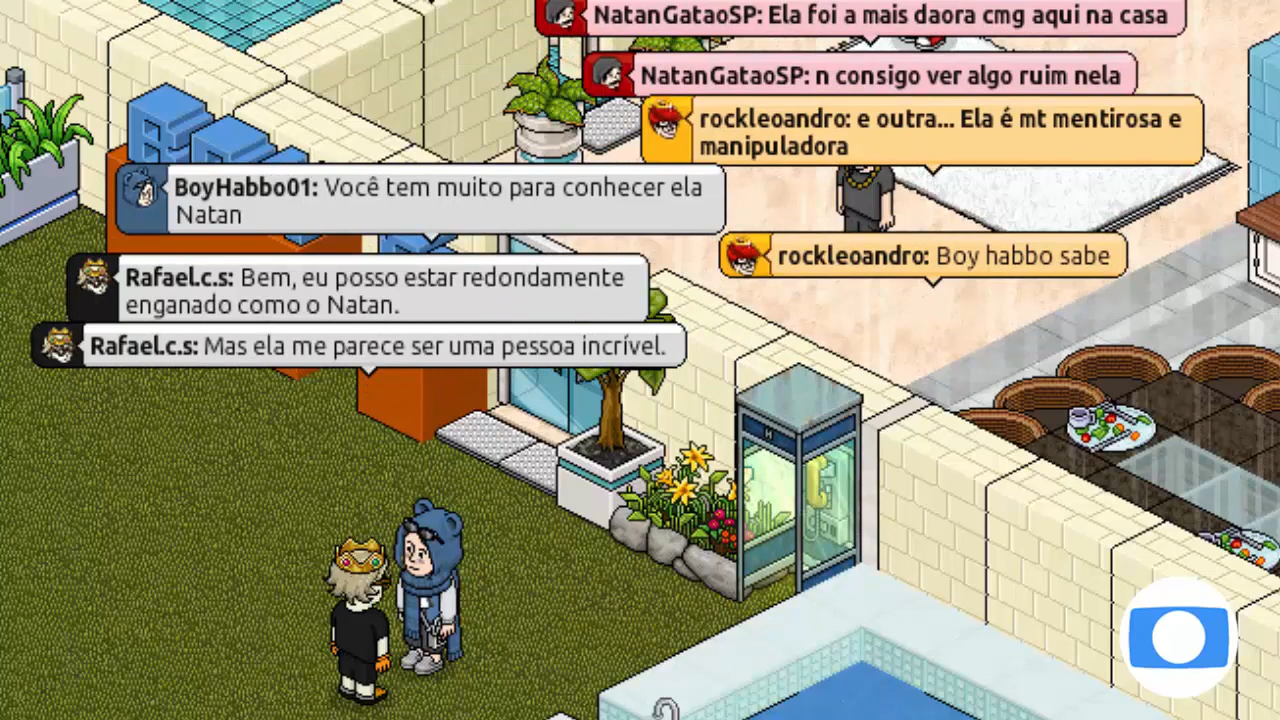 NatanGataoSP: Ela foi a mais daora cmg aqui na casa
NatanGataoSP: n consigo ver algo ruim nela
rockleoandro: e outra... Ela é mt mentirosa e
manipuladora
BoyHabbo01: Você tem muito para conhecer ela
Natan
rockleoandro: Boy habbo sabe
Rafael.c.s: Bem, eu posso estar redondamente
enganado como o Natan.
Rafael.c.s: Mas ela me parece ser uma pessoa incrível.
H